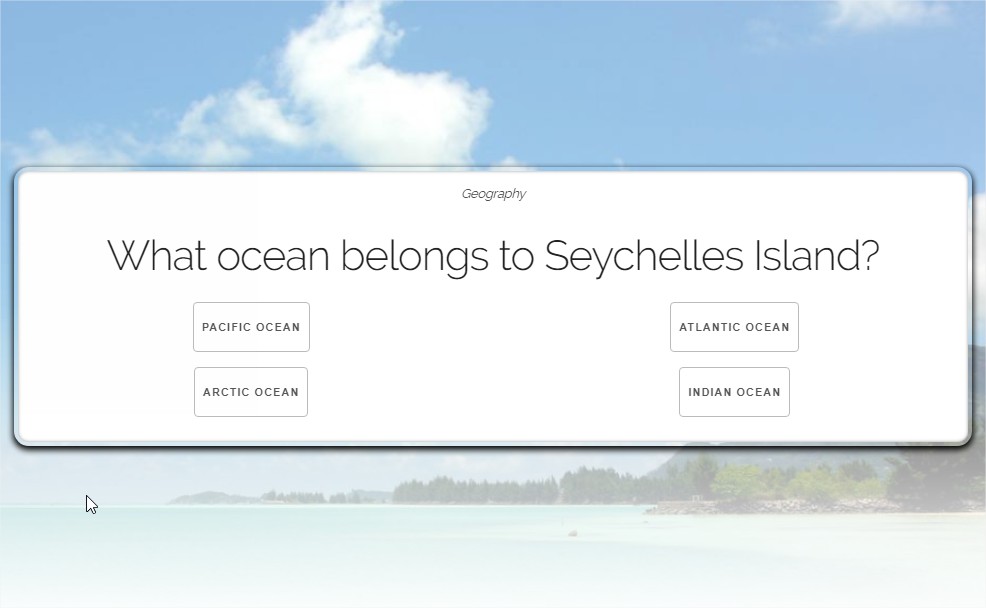 Geography
What ocean belongs to Seychelles Island?
PACIFIC OCEAN
ATLANTIC OCEAN
ARCTIC OCEAN
INDIAN OCEAN